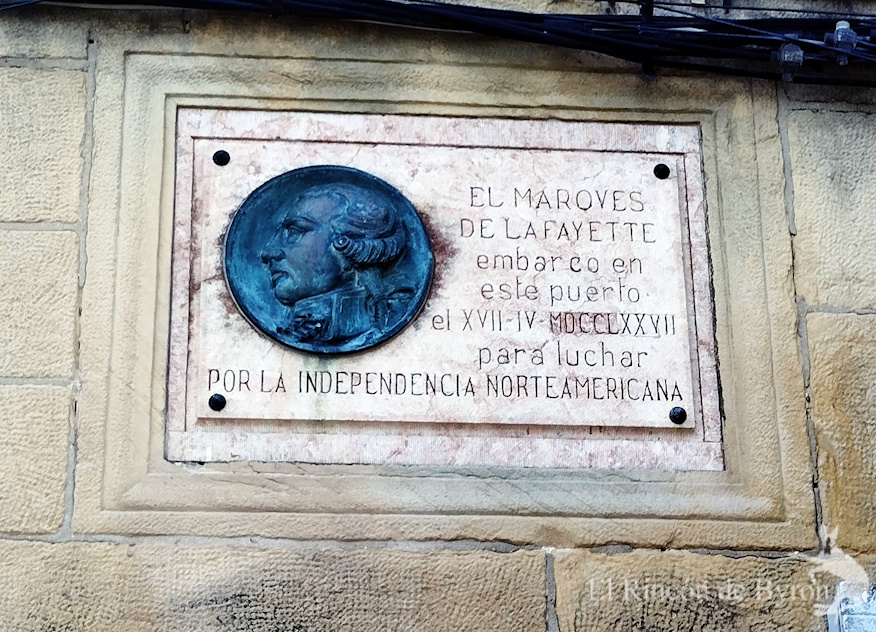 EL MARQVES
DE LAFAYETTE
embarco en
este puerto
el XVII-IV-MDCCLXXVII
para luchar
POR LA INDEPENDENCIA NORTEAMERICANA
El Rincón de Byron